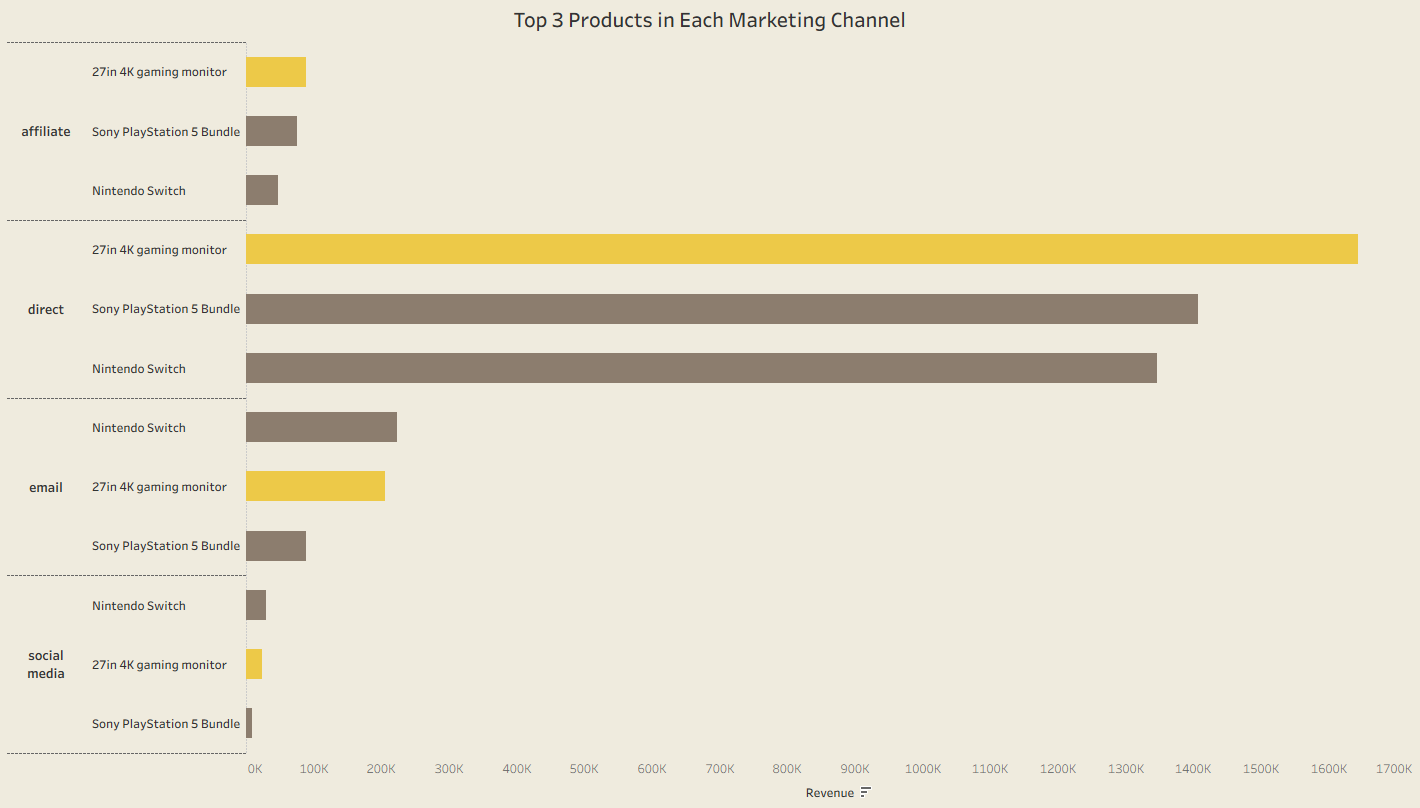 Top 3 Products in Each Marketing Channel
affiliate
27in 4K gaming monitor
Sony PlayStation 5 Bundle
Nintendo Switch
direct
27in 4K gaming monitor
Sony PlayStation 5 Bundle
Nintendo Switch
email
Nintendo Switch
27in 4K gaming monitor
Sony PlayStation 5 Bundle
social
media
Nintendo Switch
27in 4K gaming monitor
Sony PlayStation 5 Bundle
0K 100K 200K 300K 400K 500K 600K 700K 800K 900K 1000K 1100K 1200K 1300K 1400K 1500K 1600K 1700K
Revenue